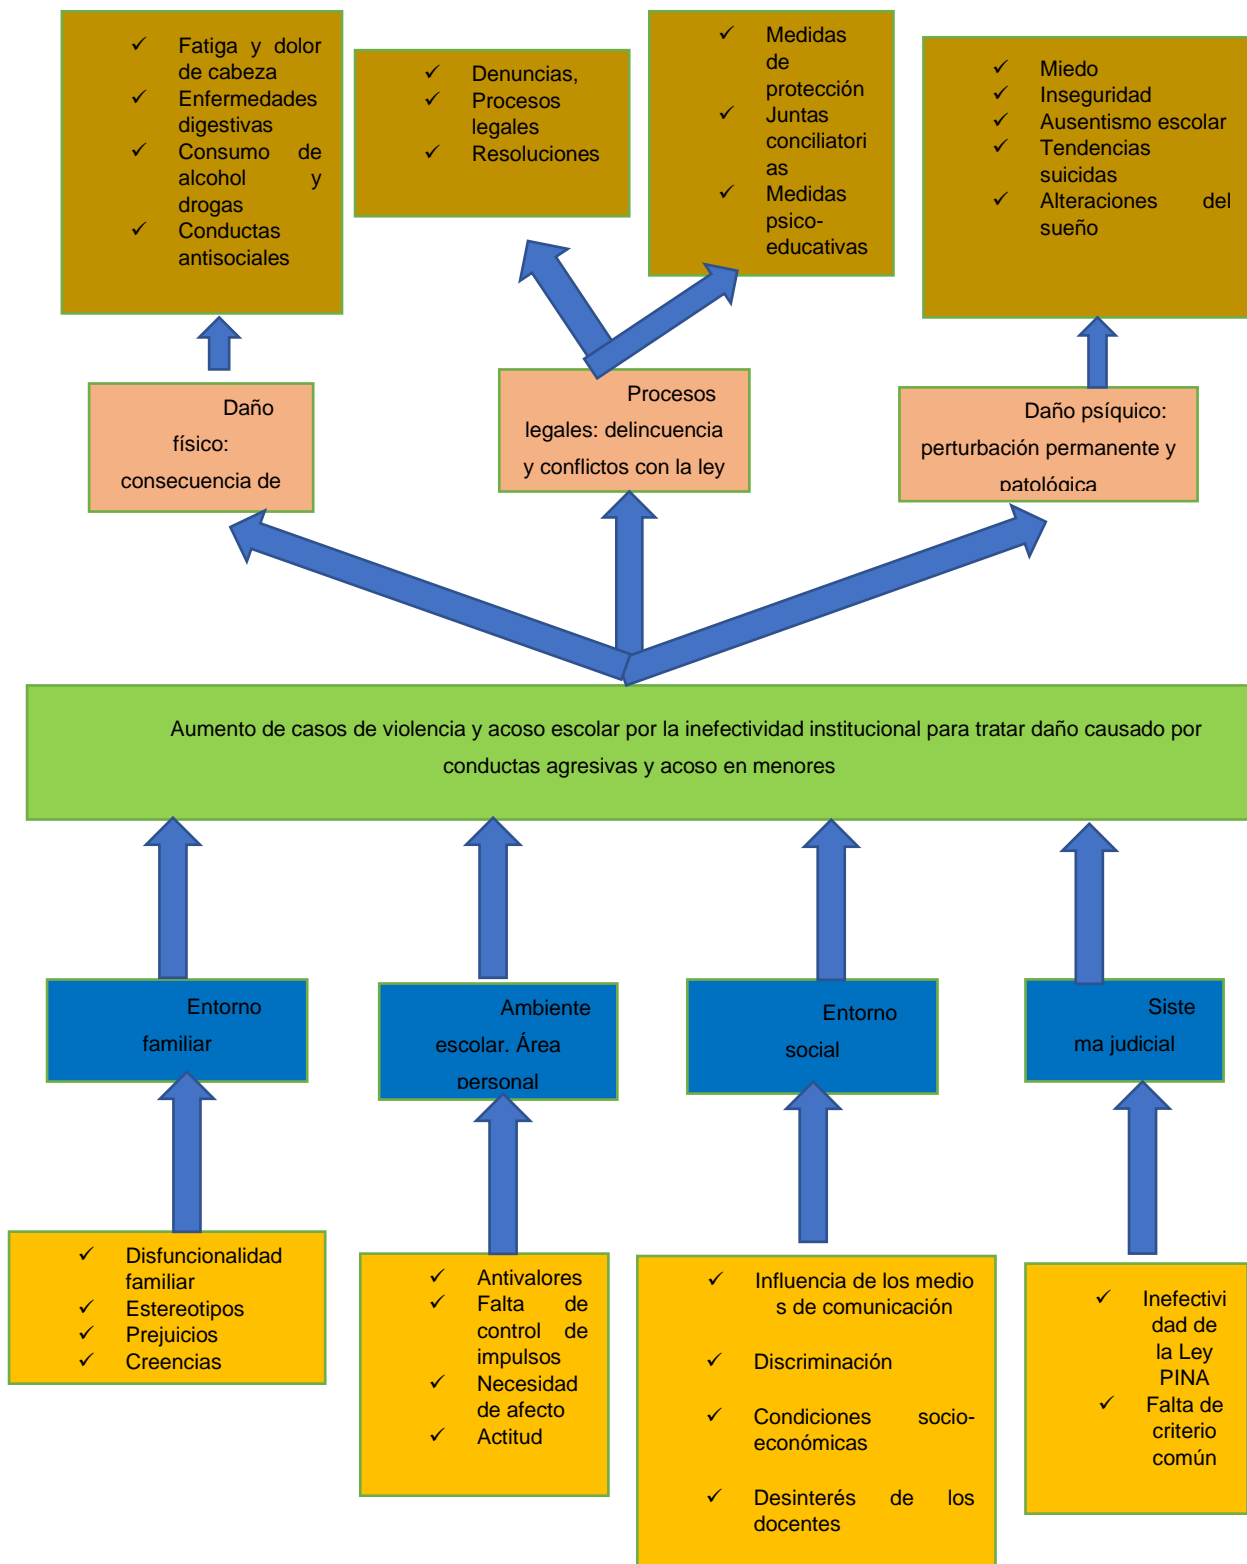 Fatiga y dolor
de cabeza
Enfermedades
digestivas
Consumo de
alcohol y
drogas
Conductas
antisociales
Denuncias,
Procesos
legales
Resoluciones
Medidas
de
protección
Juntas
conciliatori
as
Medidas
psico-
educativas
Miedo
Inseguridad
Ausentismo escolar
Tendencias
suicidas
Alteraciones del
sueño
Daño
físico:
consecuencia de
Procesos
legales: delincuencia
y conflictos con la ley
Daño psíquico:
perturbación permanente y
patológica
Aumento de casos de violencia y acoso escolar por la inefectividad institucional para tratar daño causado por
conductas agresivas y acoso en menores
Entorno
familiar
Ambiente
escolar. Área
personal
Entorno
social
Siste
ma judicial
Disfuncionalidad
familiar
Estereotipos
Prejuicios
Creencias
Antivalores
Falta de
control de
impulsos
Necesidad
de afecto
Actitud
Influencia de los medio
s de comunicación
Discriminación
Condiciones socio-
económicas
Desinterés de los
docentes
Inefectivi
dad de
la Ley
PINA
Falta de
criterio
común